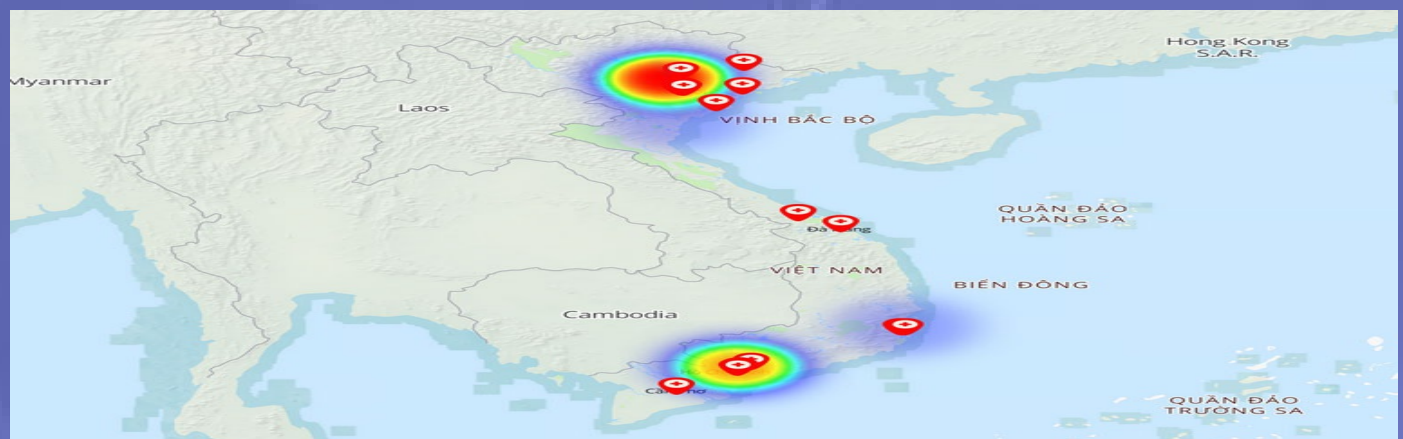 Hong Kong
S.A.R.
Myanmar
Laos
VỊNH BẮC BỘ
QUẦN ĐẢO
HOÀNG SA
VIỆT NAM
BIỂN ĐÔNG
Cambodia
QUẦN ĐẢO
TRƯỜNG SA